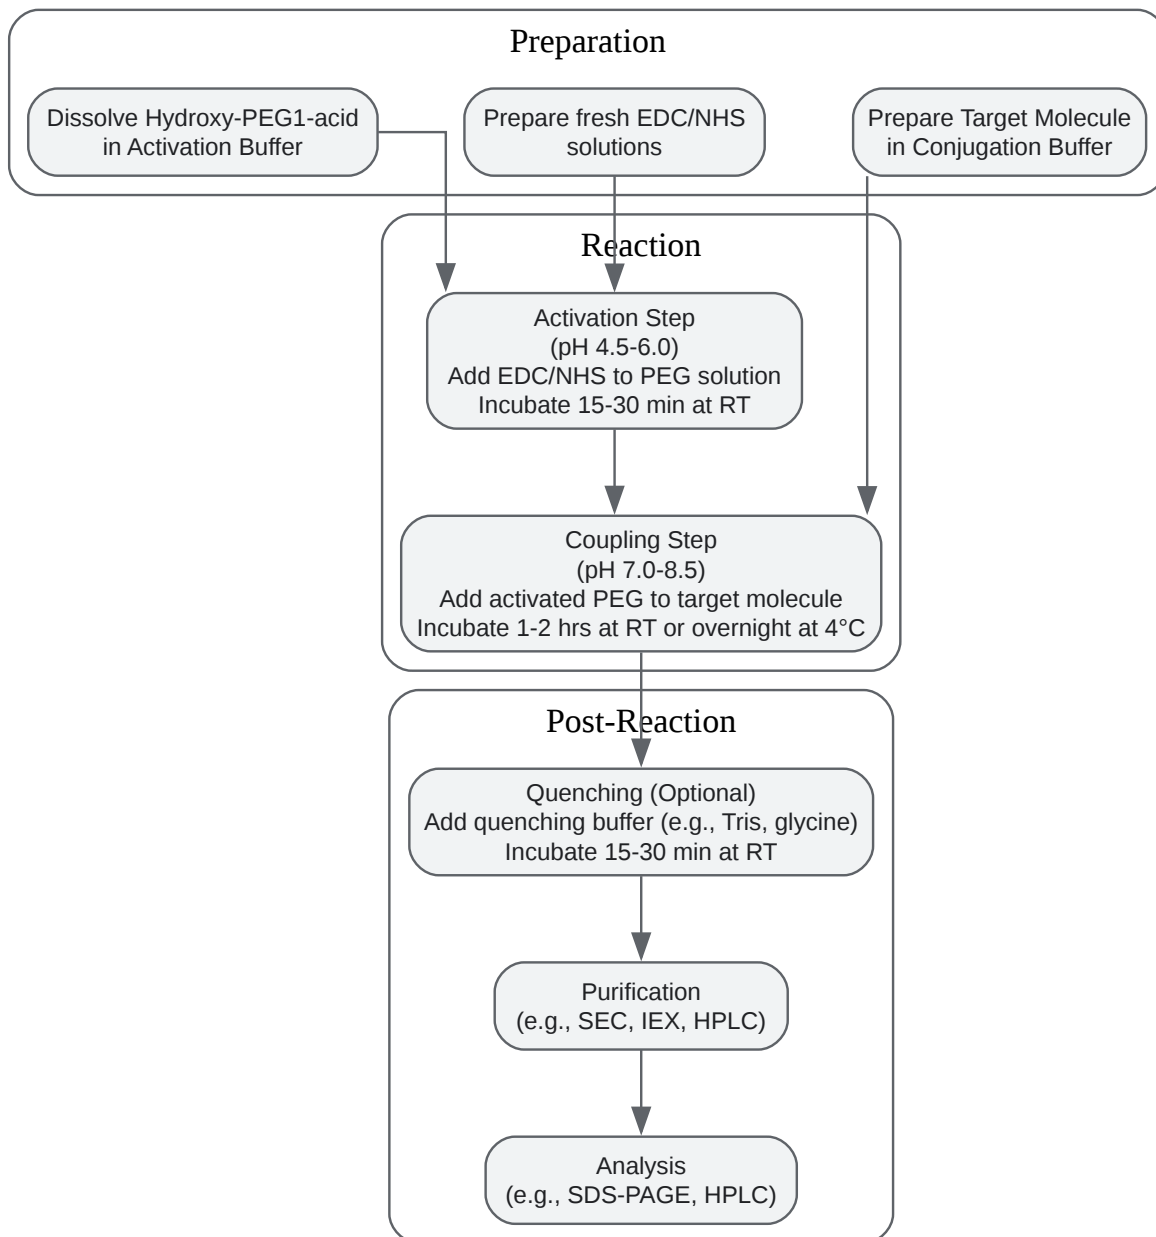 Preparation
Dissolve Hydroxy-PEG1-acid
in Activation Buffer
Prepare fresh EDC/NHS
solutions
Prepare Target Molecule
in Conjugation Buffer
Reaction
Activation Step
(pH 4.5-6.0)
Add EDC/NHS to PEG solution
Incubate 15-30 min at RT
Coupling Step
(pH 7.0-8.5)
Add activated PEG to target molecule
Incubate 1-2 hrs at RT or overnight at 4°C
Post-Reaction
Quenching (Optional)
Add quenching buffer (e.g., Tris, glycine)
Incubate 15-30 min at RT
Purification
(e.g., SEC, IEX, HPLC)
Analysis
(e.g., SDS-PAGE, HPLC)